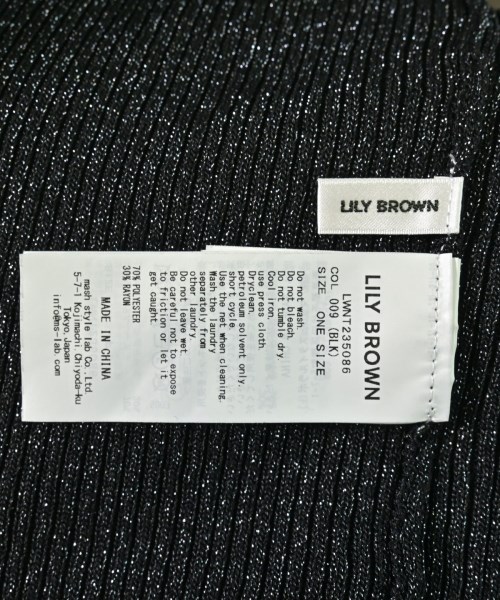 LILY BROWN
LILY BROWN
LWNT235086
COL 009 (BLK)
SIZE ONE SIZE
Do not wash.
Do not bleach.
Do not tumble dry.
Cool iron.
use press cloth.
Dryclean,
petroleum solvent only.
short cycle.
Use the net when cleaning.
Wash the laundry
separately from
other laundry.
Do not leave wet.
Be careful not to expose
to friction or let it
get caught.
70% POLYESTER
30% RAYON
MADE IN CHINA
mash style lab Co.,Ltd.
5-7-1 Kojimachi Chiyoda-ku
Tokyo Japan
info@ms-lab.com